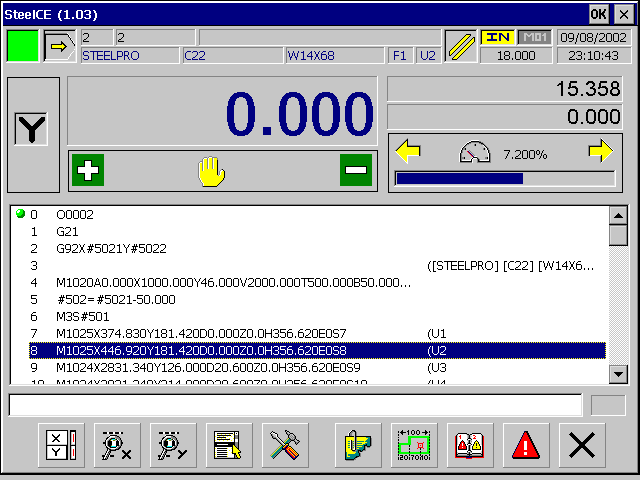 SteelCE (1.03) OK ×
2 2 IN M01 09/08/2002
STEELPRO C22 W14X68 F1 U2 18.000 23:10:43
Y 0.000 15.358
0.000
7.200%
0 O0002
1 G21
2 G92X#5021Y#5022
3 ([STEELPRO] [C22] [W14X6...
4 M1020A0.000X1000.000Y46.000V2000.000T500.000B50.000...
5 #502=#5021-50.000
6 M3S#501
7 M1025X374.830Y181.420D0.000Z0.0H356.620E0S7 (U1
8 M1025X446.920Y181.420D0.000Z0.0H356.620E0S8 (U2
9 M1024X2831.340Y126.000D20.600Z0.0H356.620E0S9 (U3
X Y X Y 100 20 70 10